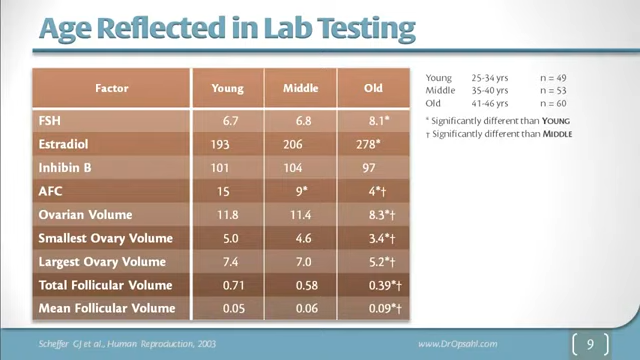 Age Reflected in Lab Testing
Factor Young Middle Old
FSH 6.7 6.8 8.1*
Estradiol 193 206 278*
Inhibin B 101 104 97
AFC 15 9* 4*†
Ovarian Volume 11.8 11.4 8.3*†
Smallest Ovary Volume 5.0 4.6 3.4*†
Largest Ovary Volume 7.4 7.0 5.2*†
Total Follicular Volume 0.71 0.58 0.39*†
Mean Follicular Volume 0.05 0.06 0.09*†
Young 25-34 yrs n = 49
Middle 35-40 yrs n = 53
Old 41-46 yrs n = 60
* Significantly different than YOUNG
† Significantly different than MIDDLE
Scheffer GJ et al., Human Reproduction, 2003
www.DrOpsahl.com
9